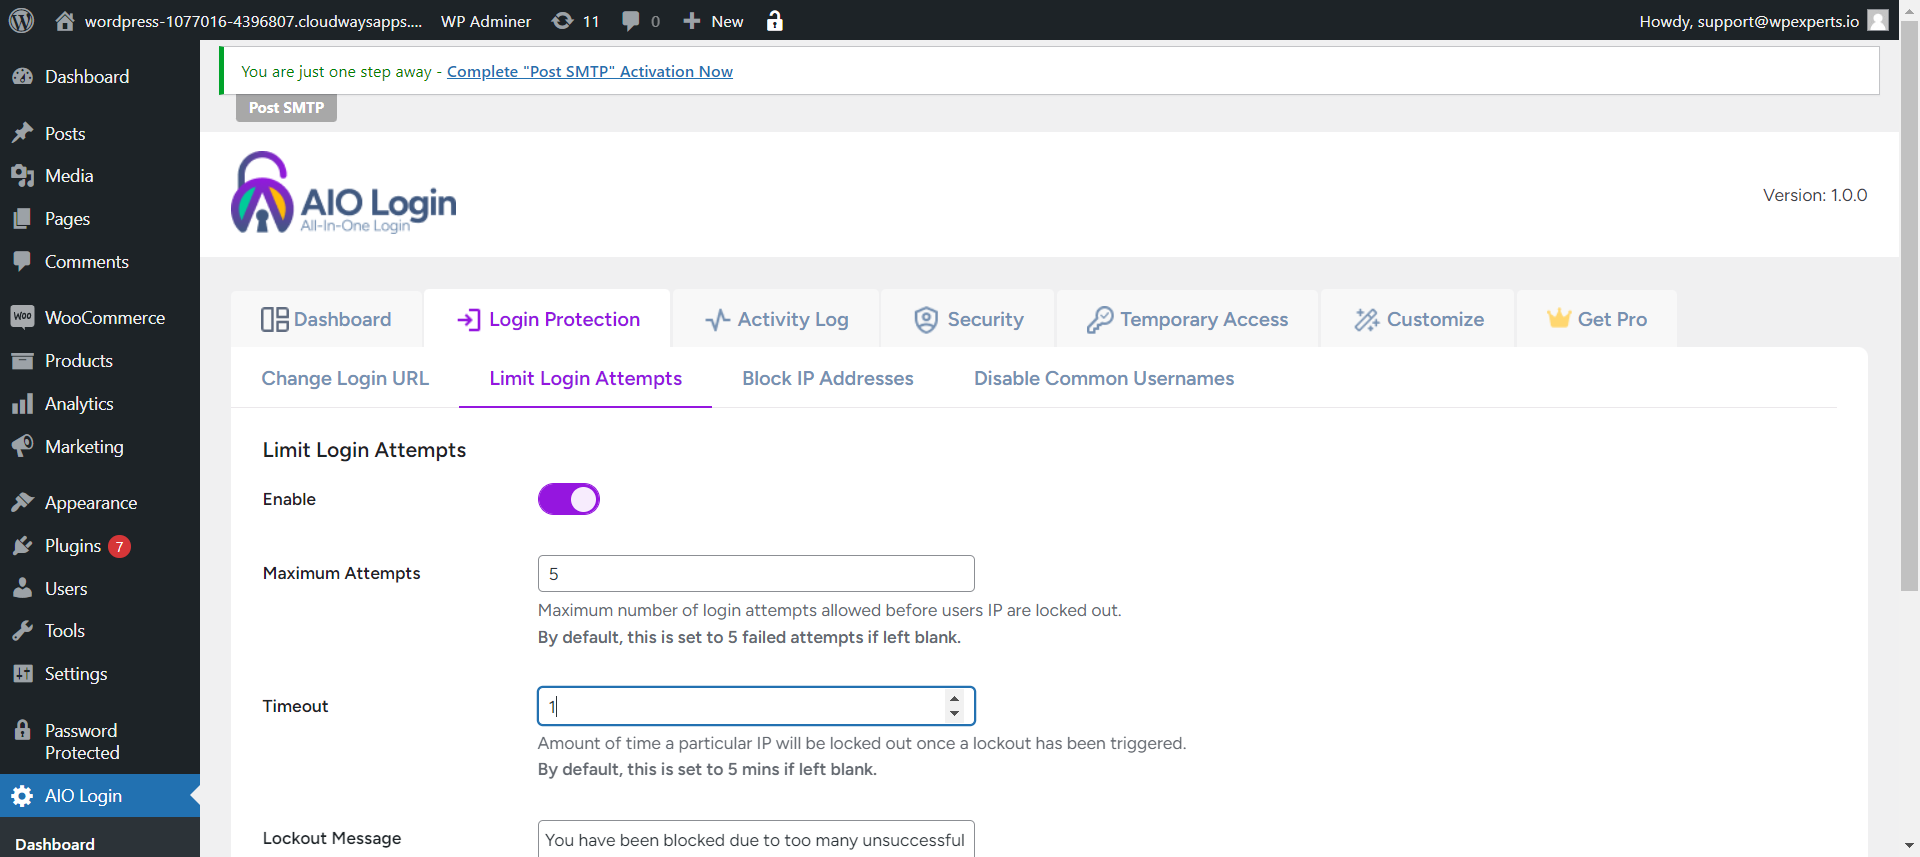 wordpress-1077016-4396807.cloudwaysapps.... WP Adminer 11 0 New Howdy, support@wpexperts.io
You are just one step away - Complete "Post SMTP" Activation Now
Post SMTP
Dashboard
Posts
Media
Pages
Comments
Woo WooCommerce
Products
Analytics
Marketing
Appearance
Plugins 7
Users
Tools
Settings
Password
Protected
AIO Login
Dashboard
AIO Login
All-In-One Login
Version: 1.0.0
Dashboard Login Protection Activity Log Security Temporary Access Customize Get Pro
Change Login URL Limit Login Attempts Block IP Addresses Disable Common Usernames
Limit Login Attempts
Enable
Maximum Attempts 5
Maximum number of login attempts allowed before users IP are locked out.
By default, this is set to 5 failed attempts if left blank.
Timeout 1
Amount of time a particular IP will be locked out once a lockout has been triggered.
By default, this is set to 5 mins if left blank.
Lockout Message You have been blocked due to too many unsuccessful